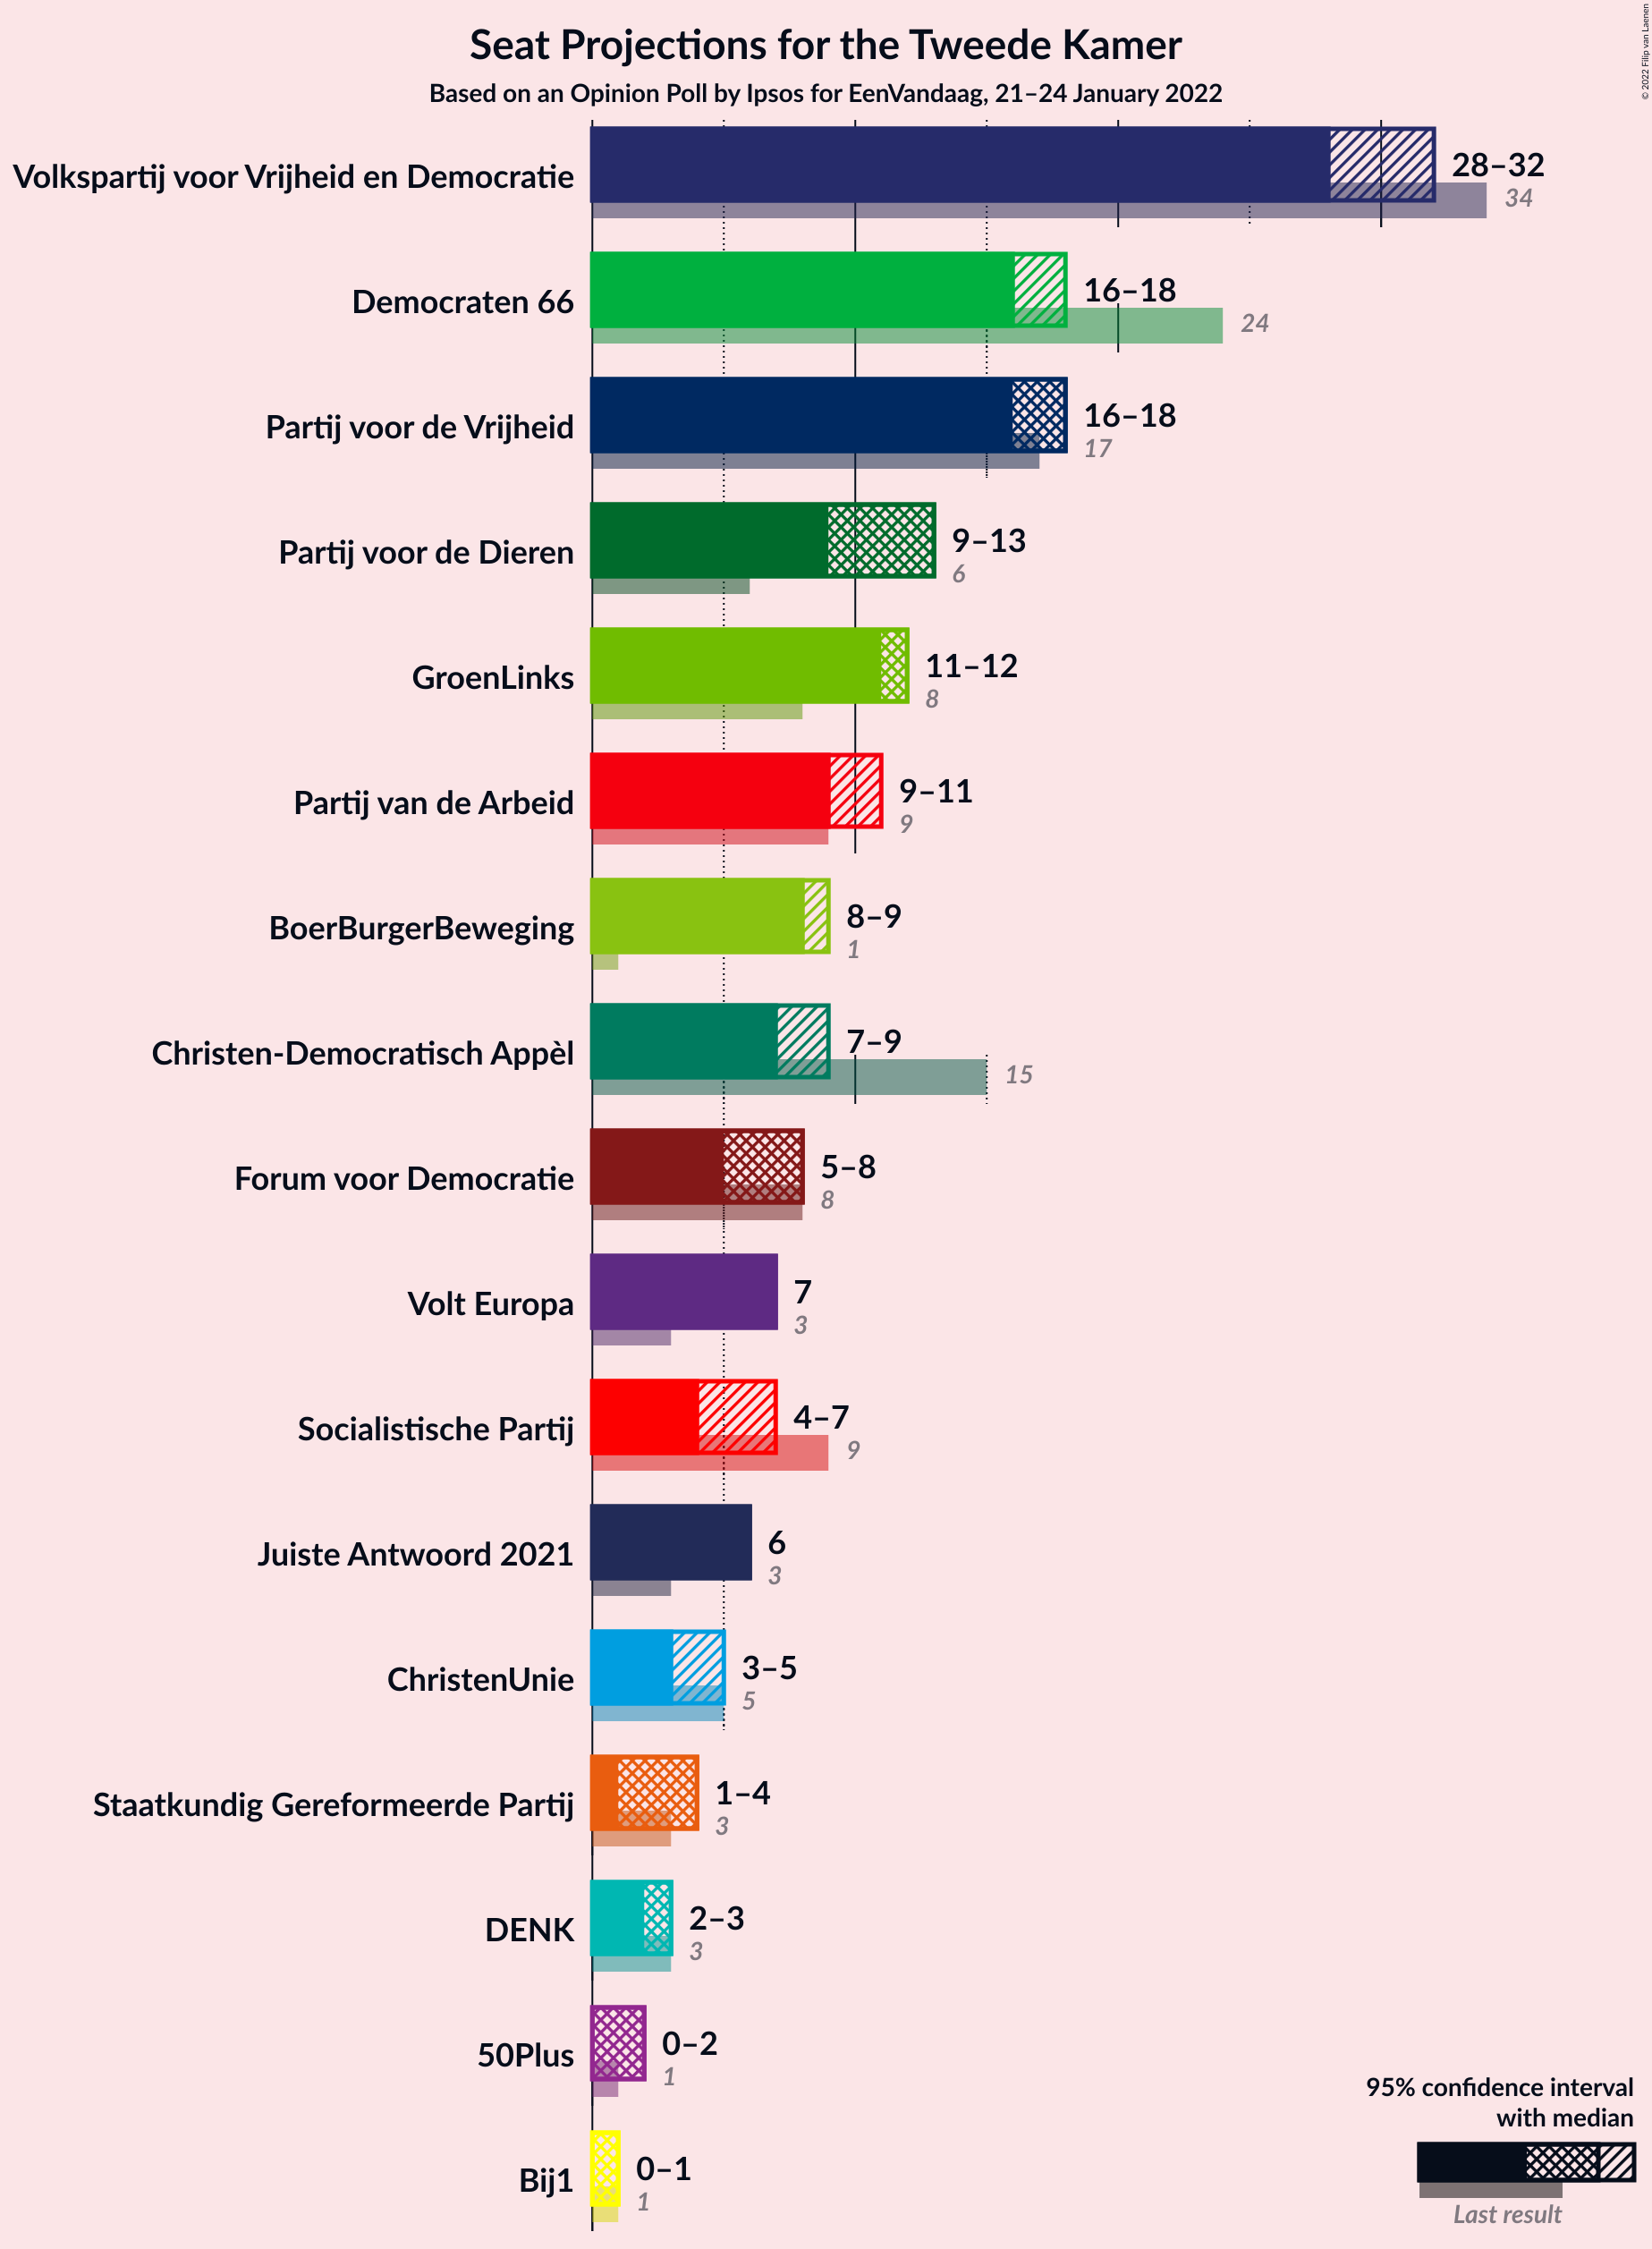 Seat Projections for the Tweede Kamer
Based on an Opinion Poll by Ipsos for EenVandaag, 21–24 January 2022
© 2022 Filip van Laenen
Volkspartij voor Vrijheid en Democratie
28–32
34
Democraten 66
16–18
24
Partij voor de Vrijheid
16–18
17
Partij voor de Dieren
9–13
6
GroenLinks
11–12
8
Partij van de Arbeid
9–11
9
BoerBurgerBeweging
8–9
1
Christen-Democratisch Appèl
7–9
15
Forum voor Democratie
5–8
8
Volt Europa
7
3
Socialistische Partij
4–7
9
Juiste Antwoord 2021
6
3
ChristenUnie
3–5
5
Staatkundig Gereformeerde Partij
1–4
3
DENK
2–3
3
50Plus
0–2
1
Bij1
0–1
1
95% confidence interval
with median
Last result